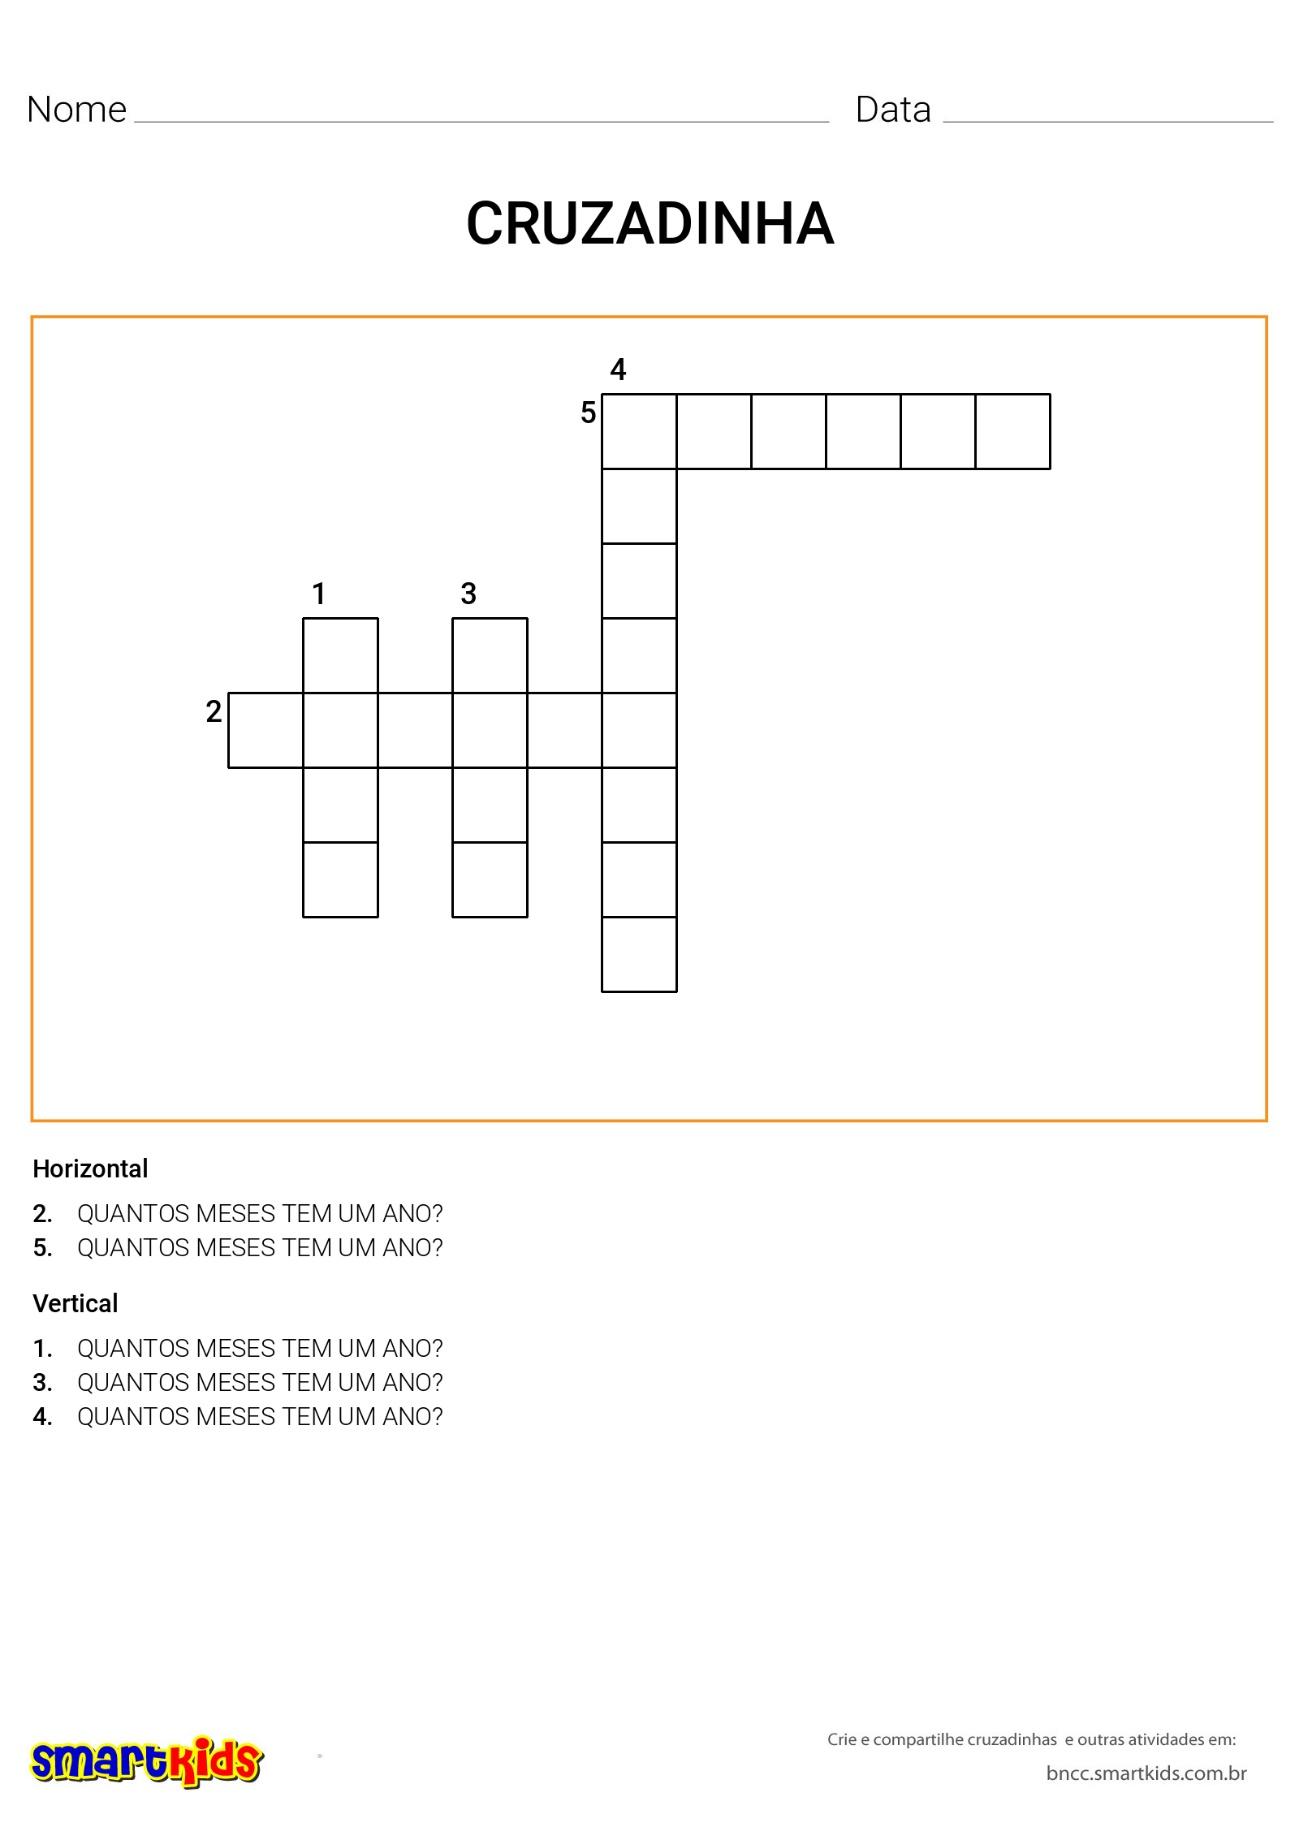 Nome Data
CRUZADINHA
4
5
1 3
2
Horizontal
2. QUANTOS MESES TEM UM ANO?
5. QUANTOS MESES TEM UM ANO?
Vertical
1. QUANTOS MESES TEM UM ANO?
3. QUANTOS MESES TEM UM ANO?
4. QUANTOS MESES TEM UM ANO?
smartkids
Crie e compartilhe cruzadinhas e outras atividades em:
bncc.smartkids.com.br